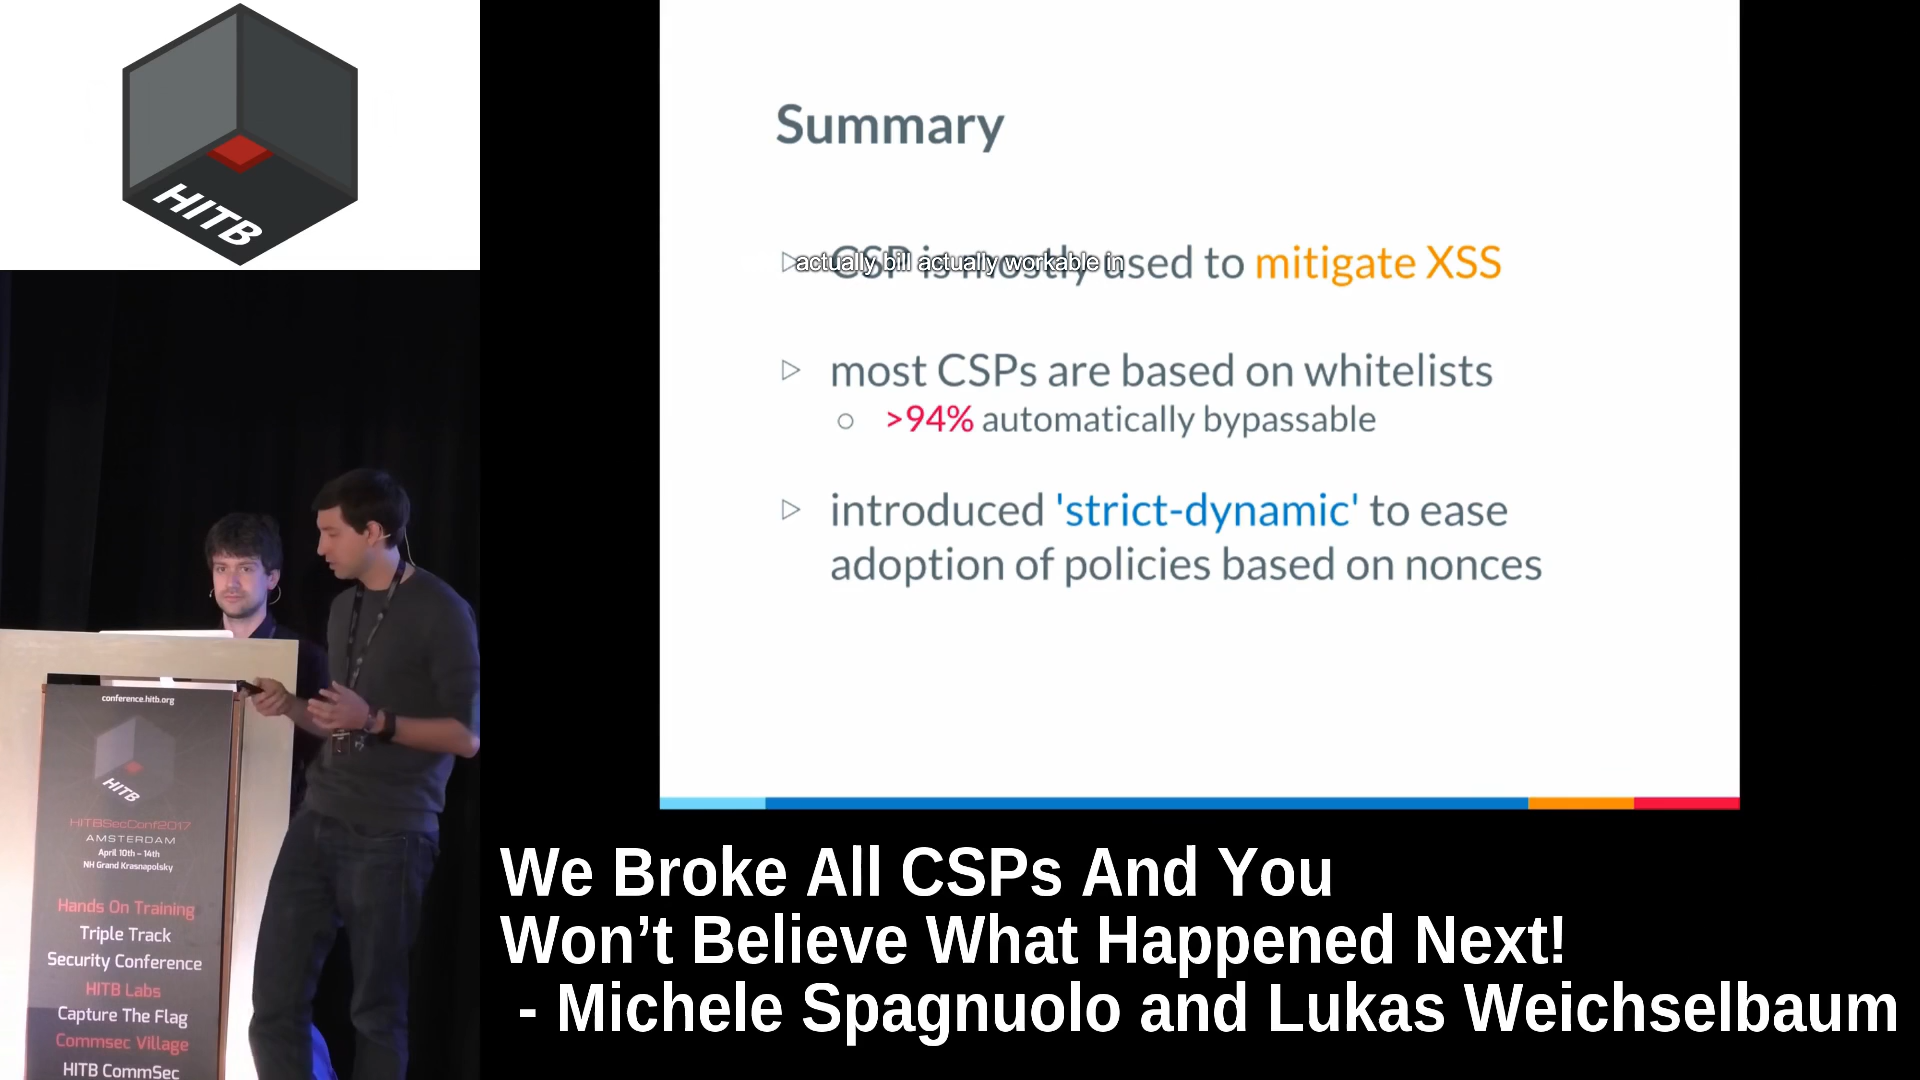 HITB
Summary
CSP is mostly used to mitigate XSS
actually bill actually workable in
most CSPs are based on whitelists
>94% automatically bypassable
introduced 'strict-dynamic' to ease
adoption of policies based on nonces
conference.hitb.org
HITB
HITBSecConf2017
AMSTERDAM
April 10th - 14th
NH Grand Krasnapolsky
Hands On Training
Triple Track
Security Conference
HITB Labs
Capture The Flag
Commsec Village
HITB CommSec
We Broke All CSPs And You
Won’t Believe What Happened Next!
- Michele Spagnuolo and Lukas Weichselbaum